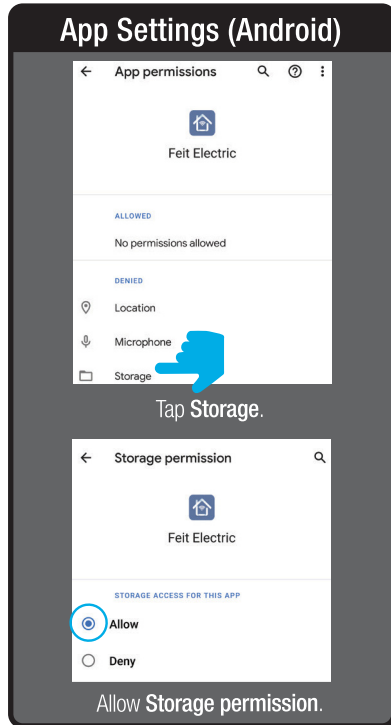 App Settings (Android)
App permissions
Feit Electric
ALLOWED
No permissions allowed
DENIED
Location
Microphone
Storage
Tap Storage.
Storage permission
Feit Electric
STORAGE ACCESS FOR THIS APP
Allow
Deny
Allow Storage permission.